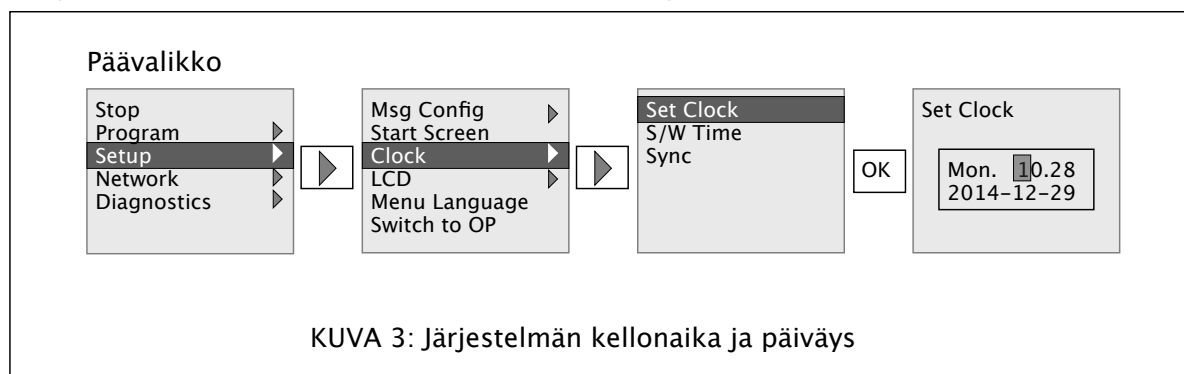 Päävalikko
Stop
Program
Setup
Network
Diagnostics
Msg Config
Start Screen
Clock
LCD
Menu Language
Switch to OP
Set Clock
S/W Time
Sync
OK
Set Clock
Mon. 10.28
2014-12-29
KUVA 3: Järjestelmän kellonaika ja päiväys